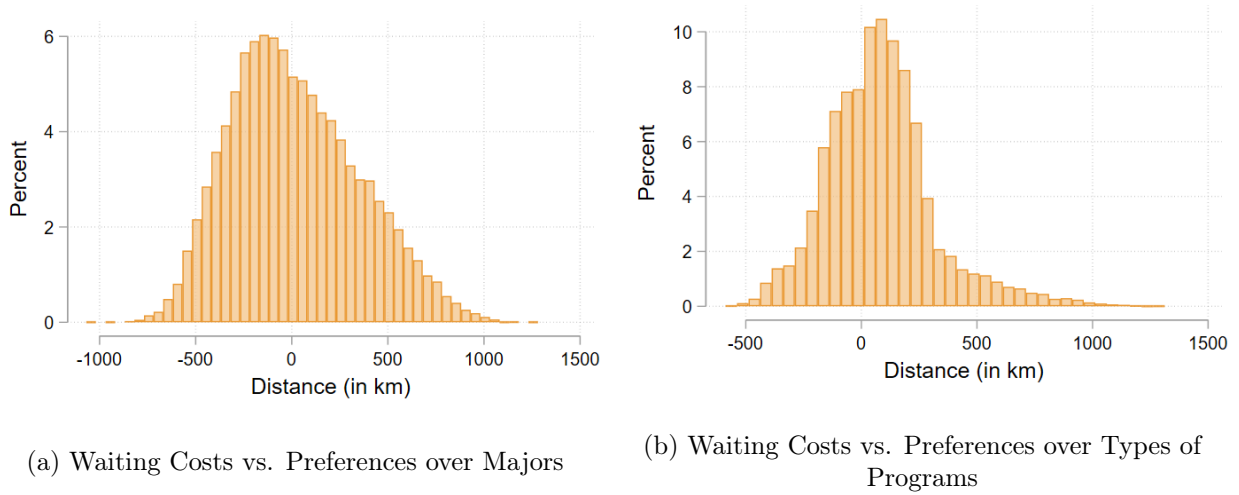 6
4
2
0
Percent
-1000 -500 0 500 1000 1500
Distance (in km)
(a) Waiting Costs vs. Preferences over Majors
10
8
6
4
2
0
Percent
-500 0 500 1000 1500
Distance (in km)
(b) Waiting Costs vs. Preferences over Types of
Programs